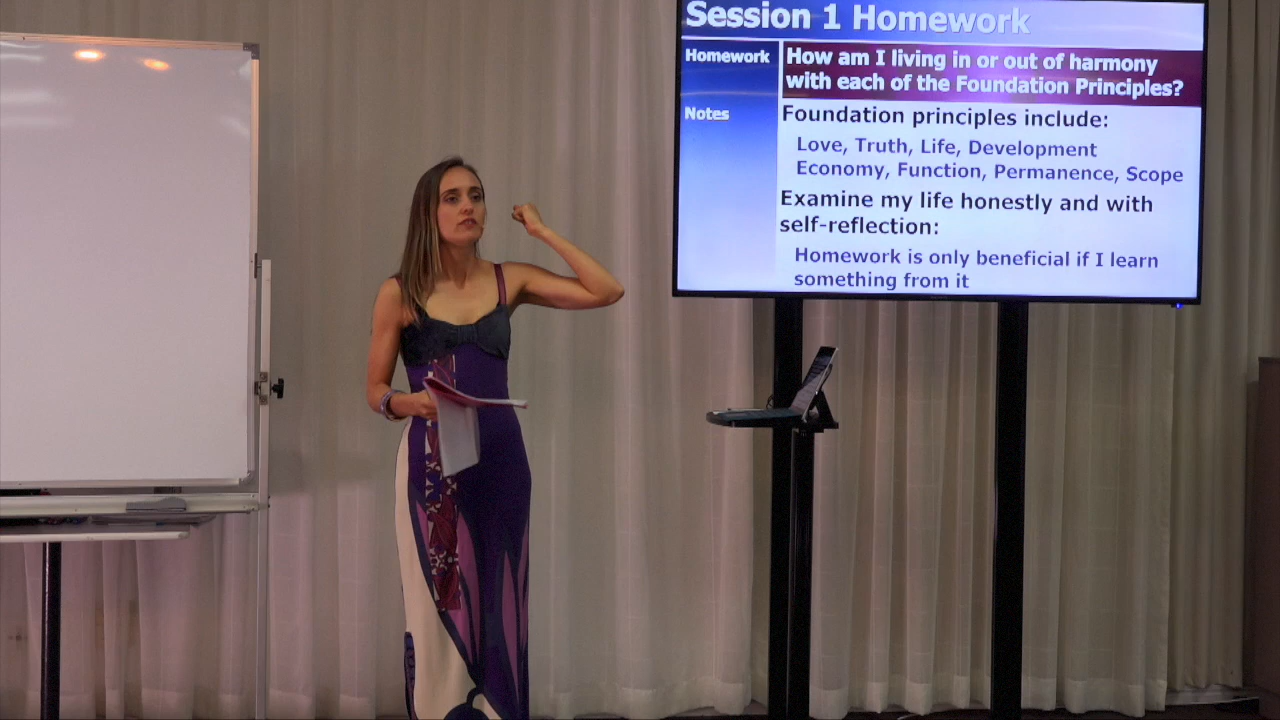 Session 1 Homework
Homework
How am I living in or out of harmony
with each of the Foundation Principles?
Notes
Foundation principles include:
Love, Truth, Life, Development
Economy, Function, Permanence, Scope
Examine my life honestly and with
self-reflection:
Homework is only beneficial if I learn
something from it